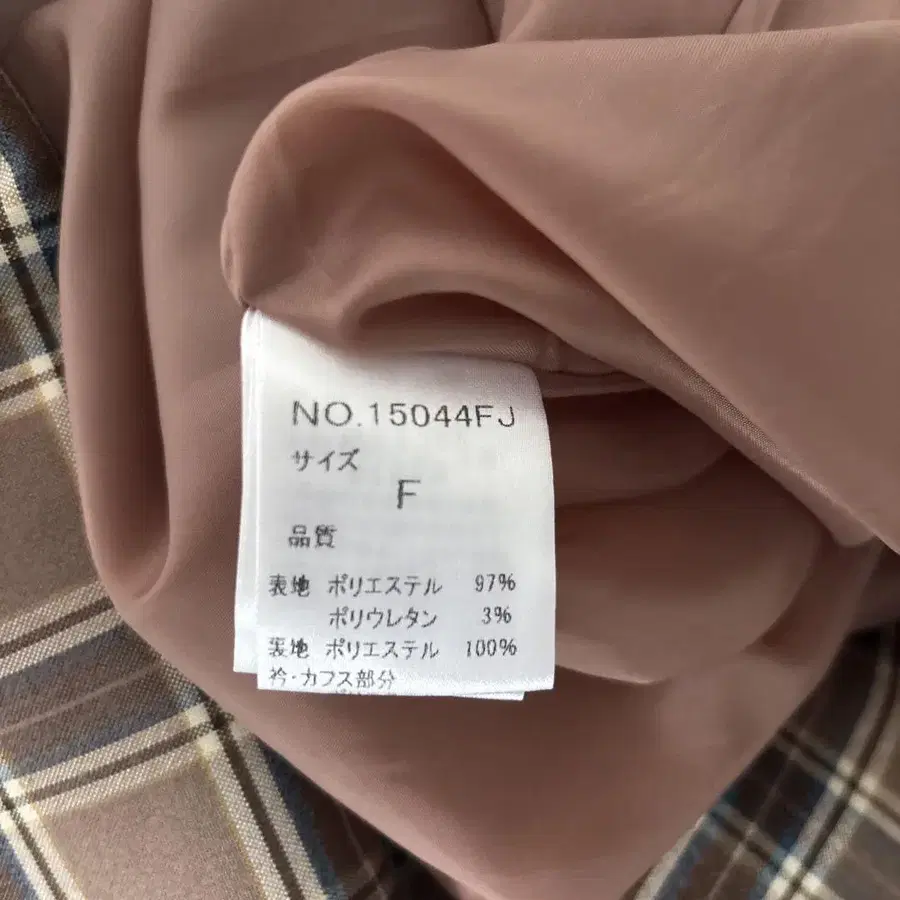 NO.15044FJ
サイズ
F
品質
表地 ポリエステル 97%
ポリウレタン 3%
裏地 ポリエステル 100%
衿・カフス部分